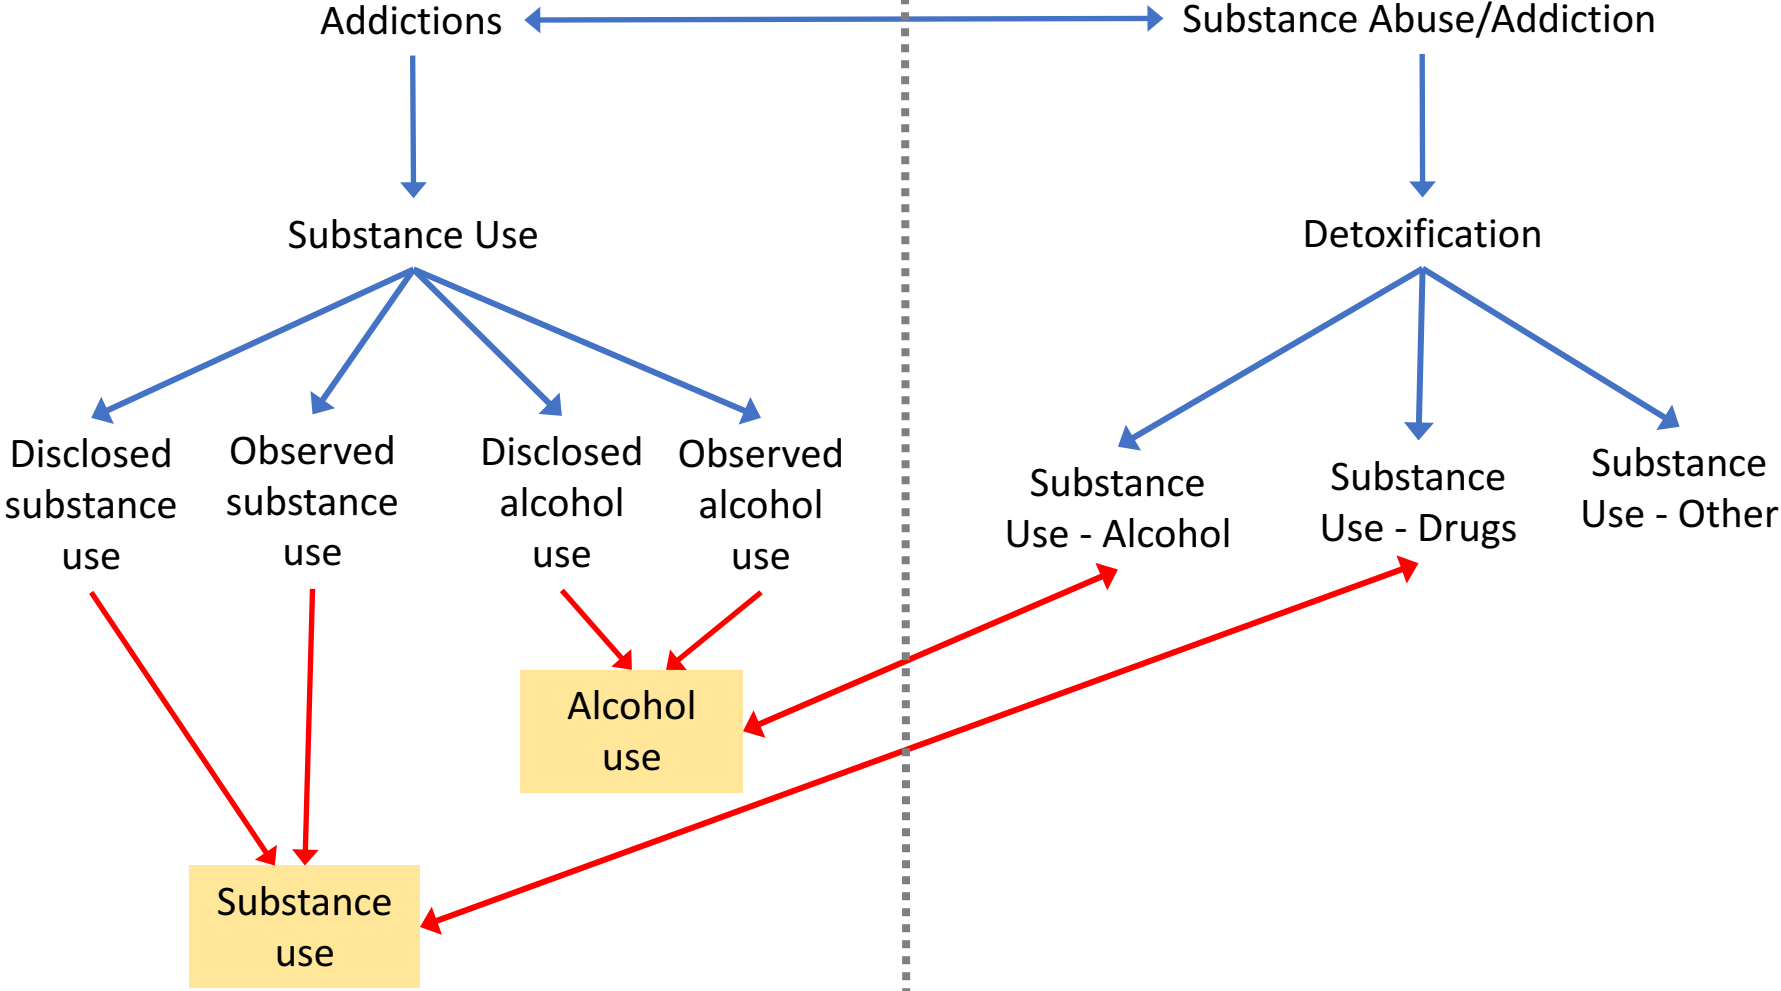 Addictions
Substance Abuse/Addiction
Substance Use
Detoxification
Disclosed
substance
use
Observed
substance
use
Disclosed
alcohol
use
Observed
alcohol
use
Substance
Use - Alcohol
Substance
Use - Drugs
Substance
Use - Other
Alcohol
use
Substance
use